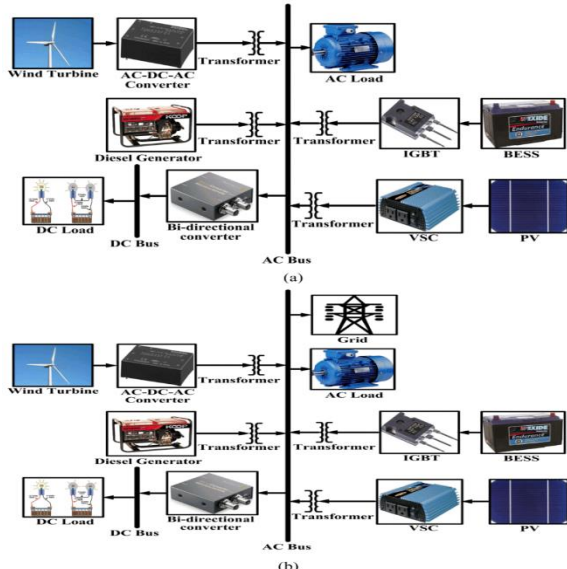 Wind Turbine
AC-DC-AC
Converter
Transformer
AC Load
Diesel Generator
Transformer
Transformer
IGBT
BESS
DC Load
DC Bus
Bi-directional
converter
Transformer
VSC
PV
AC Bus
(a)
Grid
Wind Turbine
AC-DC-AC
Converter
Transformer
AC Load
Diesel Generator
Transformer
Transformer
IGBT
BESS
DC Load
DC Bus
Bi-directional
converter
Transformer
VSC
PV
AC Bus
(b)